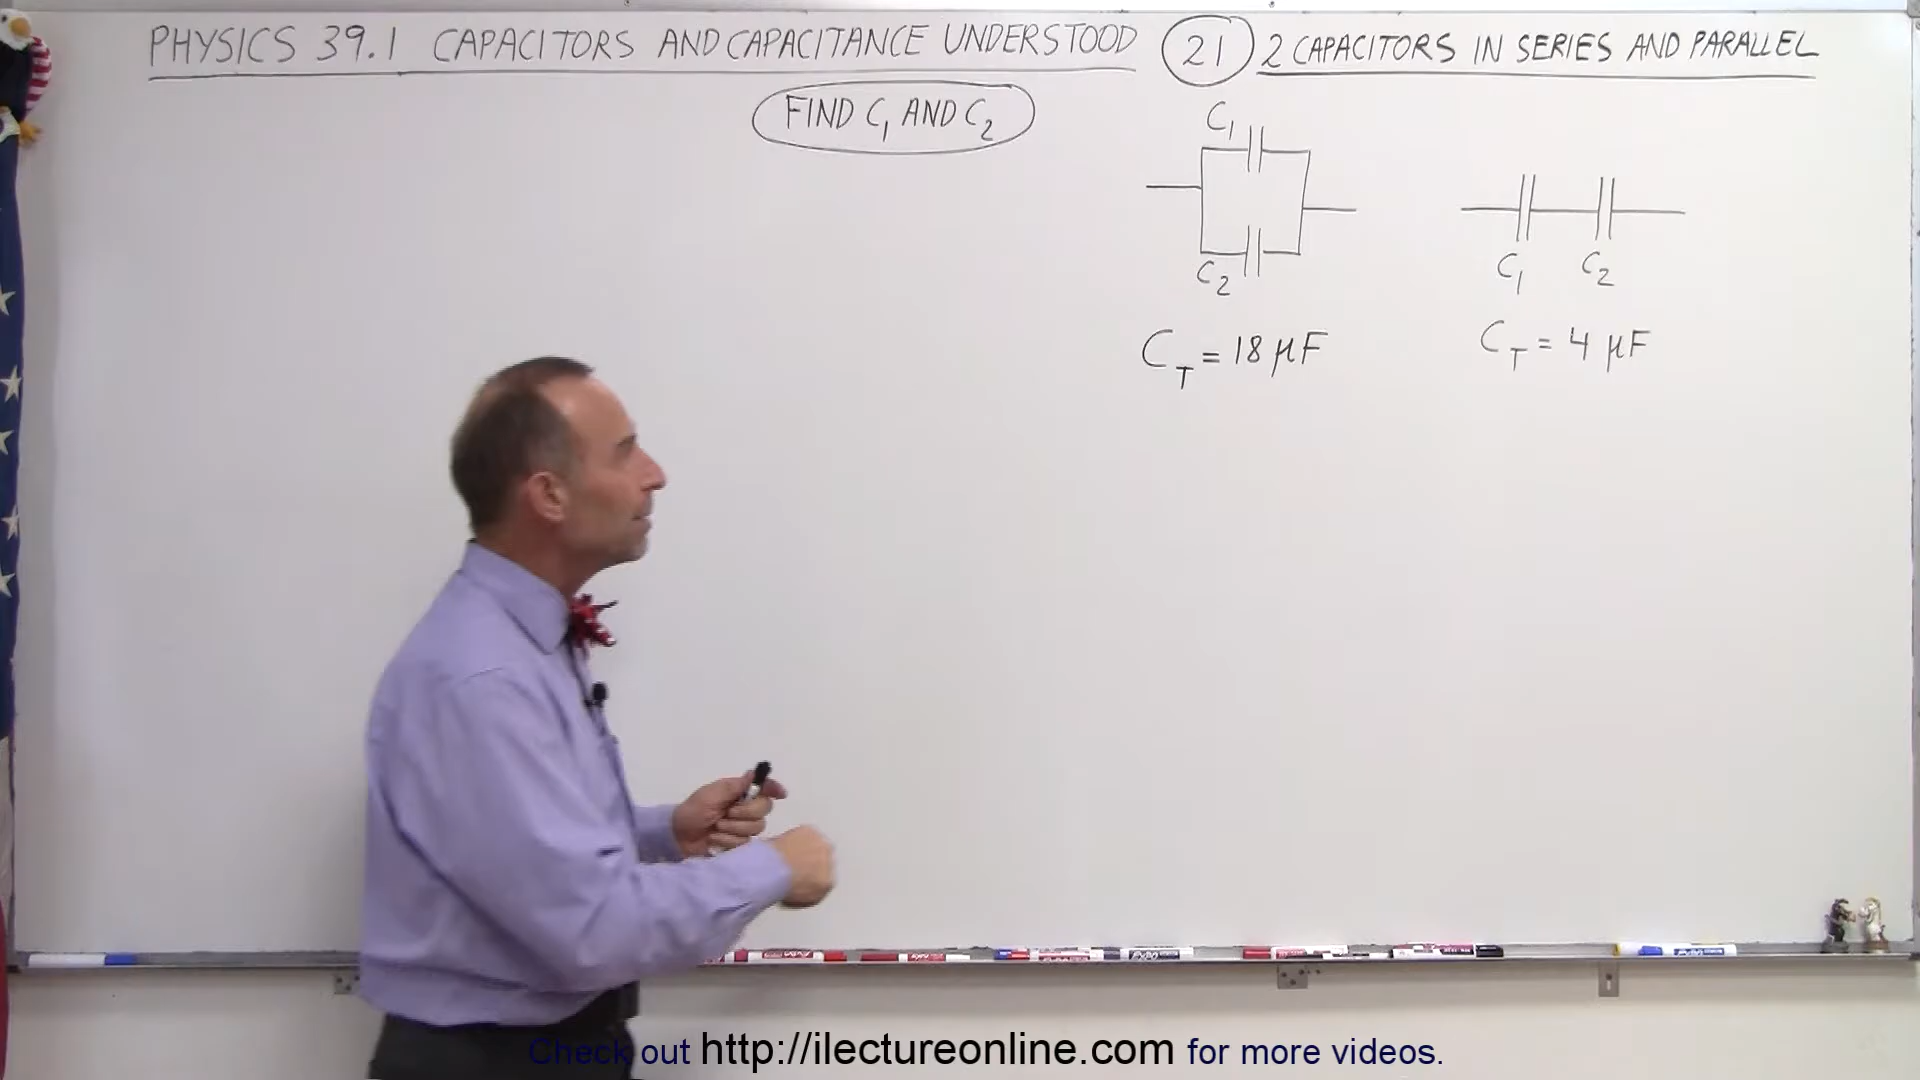 PHYSICS 39.1 CAPACITORS AND CAPACITANCE UNDERSTOOD 21 2 CAPACITORS IN SERIES AND PARALLEL
FIND C1 AND C2
C1
C2
CT = 18 μF
C1 C2
CT = 4 μF
Check out http://ilectureonline.com for more videos.